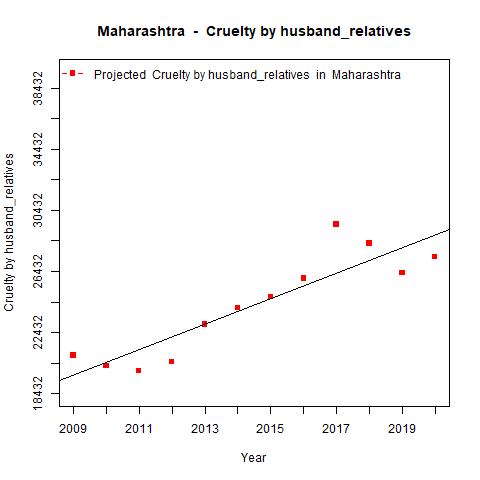 Maharashtra - Cruelty by husband_relatives
Projected Cruelty by husband_relatives in Maharashtra
Cruelty by husband_relatives
38432
34432
30432
26432
22432
18432
2009 2011 2013 2015 2017 2019
Year